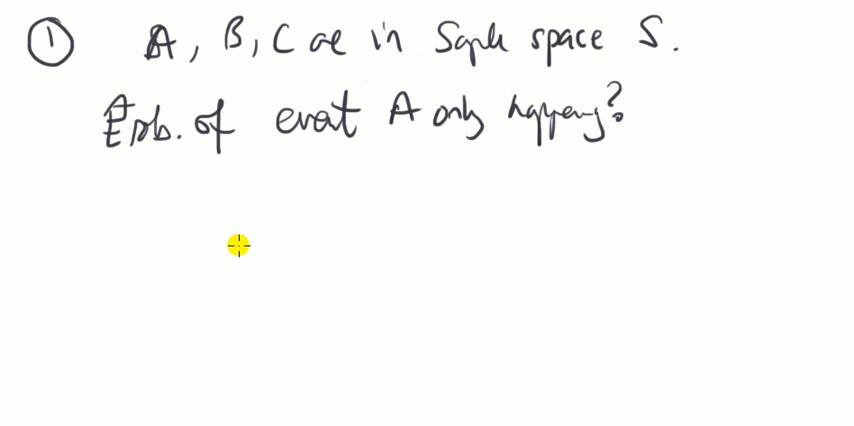 ① A, B, C are in Sample space S.
Prob. of event A only happening?